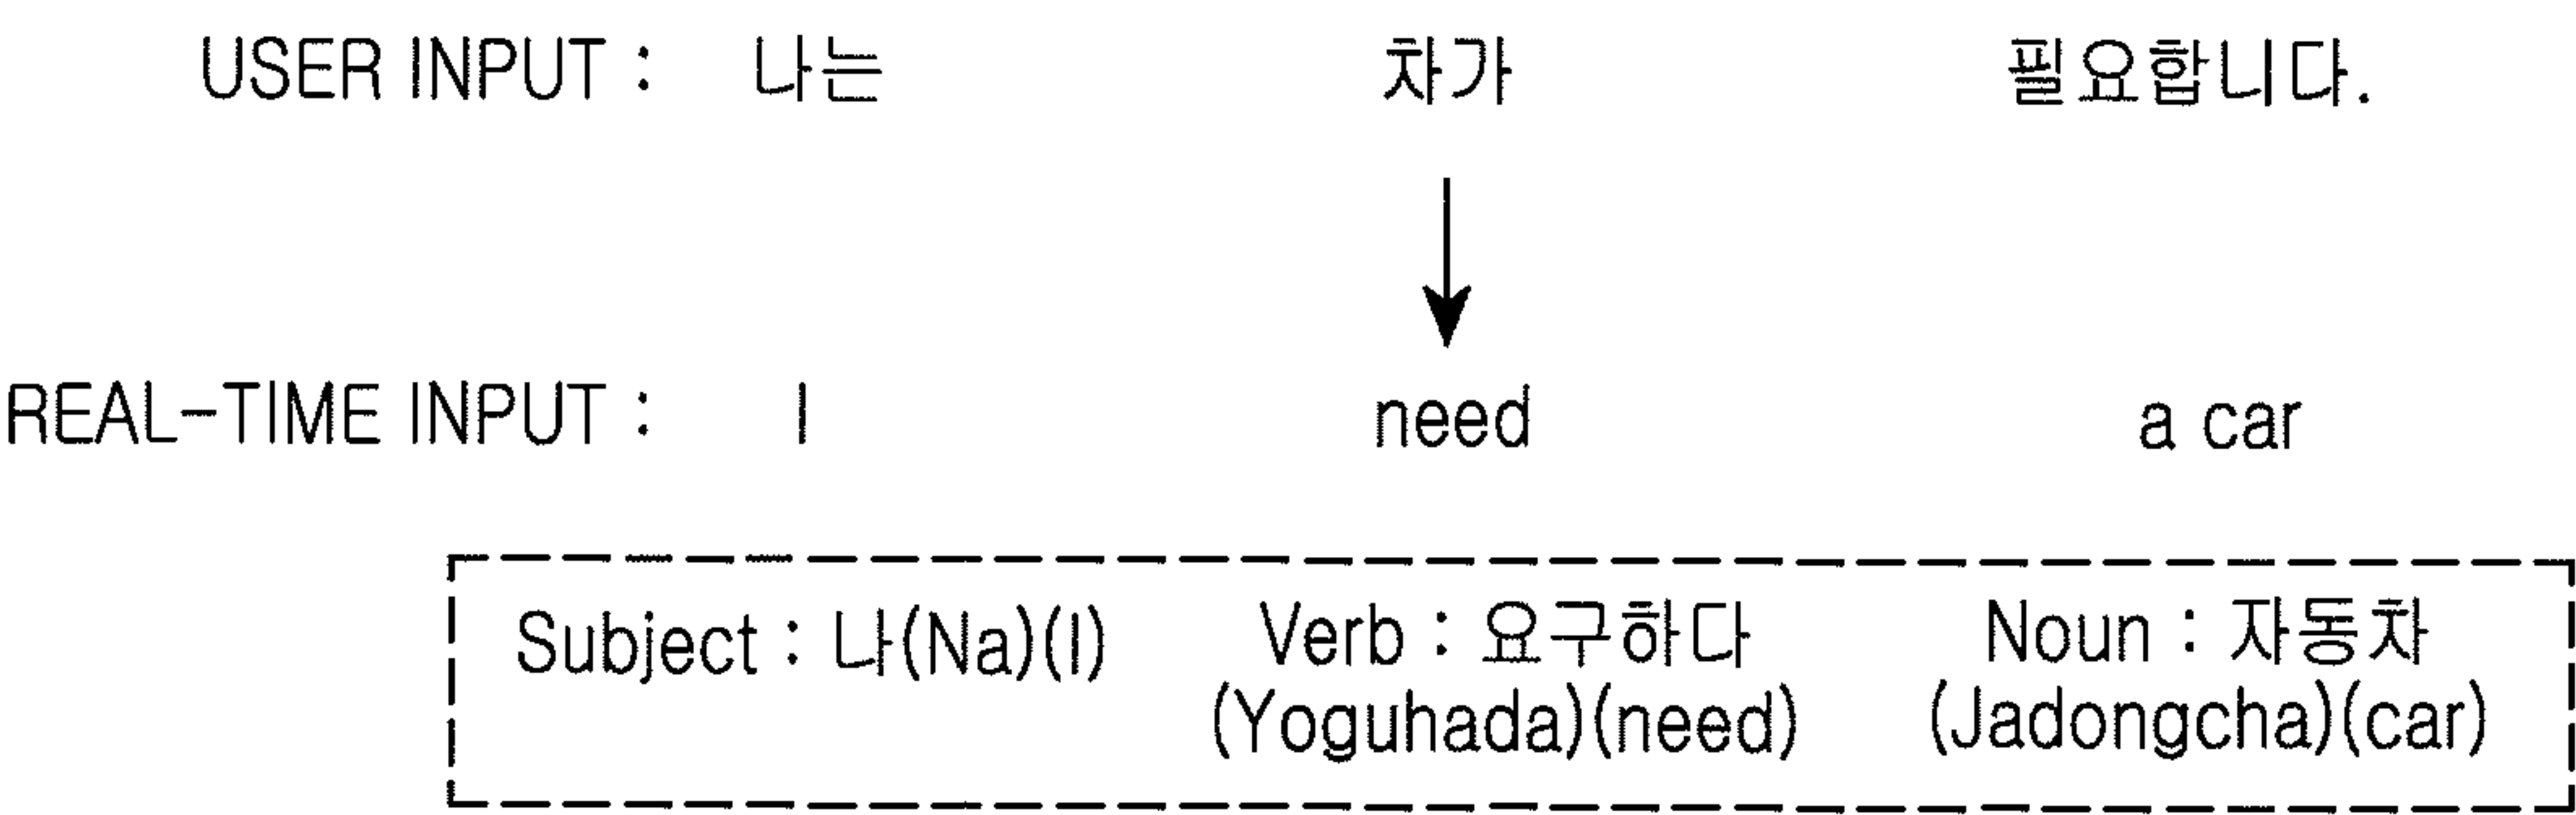 USER INPUT : 나는 차가 필요합니다.
REAL-TIME INPUT : I need a car
Subject : 나(Na)(I) Verb : 요구하다 Noun : 자동차
(Yoguhada)(need) (Jadongcha)(car)